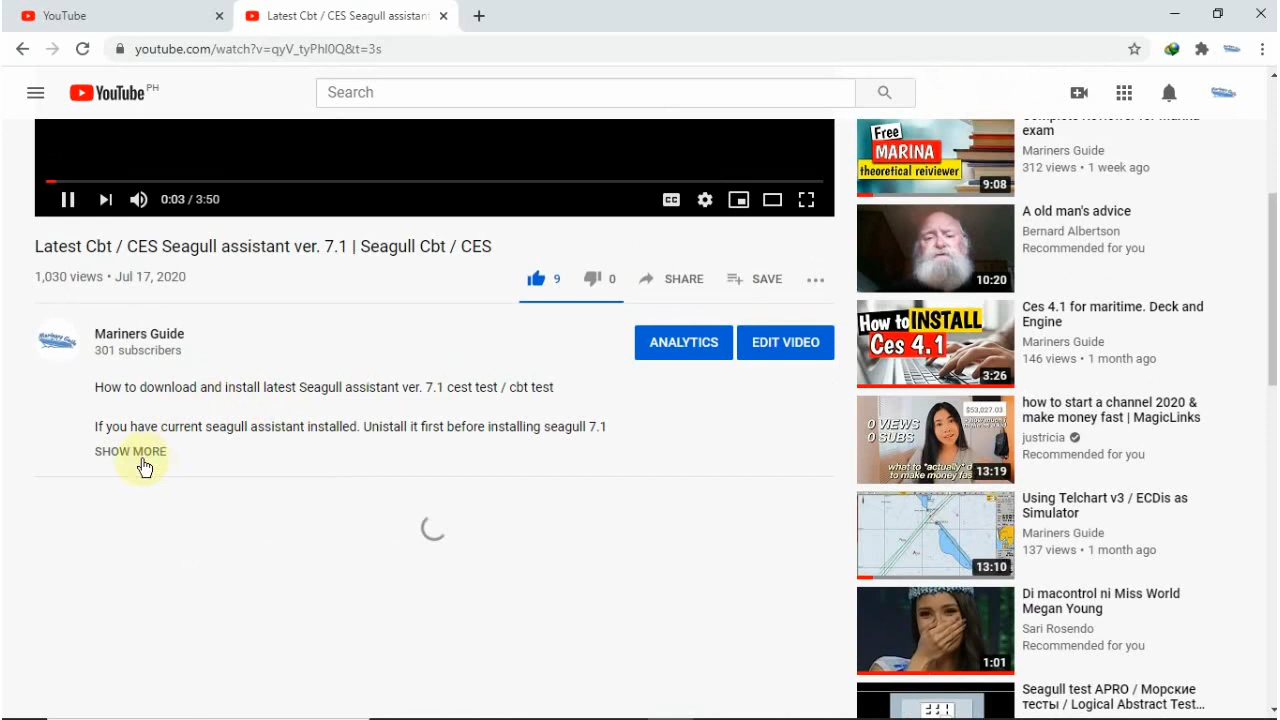 YouTube
Latest Cbt / CES Seagull assistant
youtube.com/watch?v=qyV_tyPhI0Q&t=3s
YouTube PH
Search
0:03 / 3:50
CC
Latest Cbt / CES Seagull assistant ver. 7.1 | Seagull Cbt / CES
1,030 views • Jul 17, 2020
9
0
SHARE
SAVE
Mariners Guide
301 subscribers
ANALYTICS
EDIT VIDEO
How to download and install latest Seagull assistant ver. 7.1 cest test / cbt test
If you have current seagull assistant installed. Unistall it first before installing seagull 7.1
SHOW MORE
Free
MARINA
theoretical reiviewer
9:08
exam
Mariners Guide
312 views • 1 week ago
10:20
A old man's advice
Bernard Albertson
Recommended for you
How to INSTALL
Ces 4.1
3:26
Ces 4.1 for maritime. Deck and
Engine
Mariners Guide
146 views • 1 month ago
$53,027.03
0 VIEWS
0 SUBS
what to *actually* d
to make money fas
13:19
how to start a channel 2020 &
make money fast | MagicLinks
justricia
Recommended for you
13:10
Using Telchart v3 / ECDis as
Simulator
Mariners Guide
137 views • 1 month ago
1:01
Di macontrol ni Miss World
Megan Young
Sari Rosendo
Recommended for you
Seagull test APRO / Морские
тесты / Logical Abstract Test...